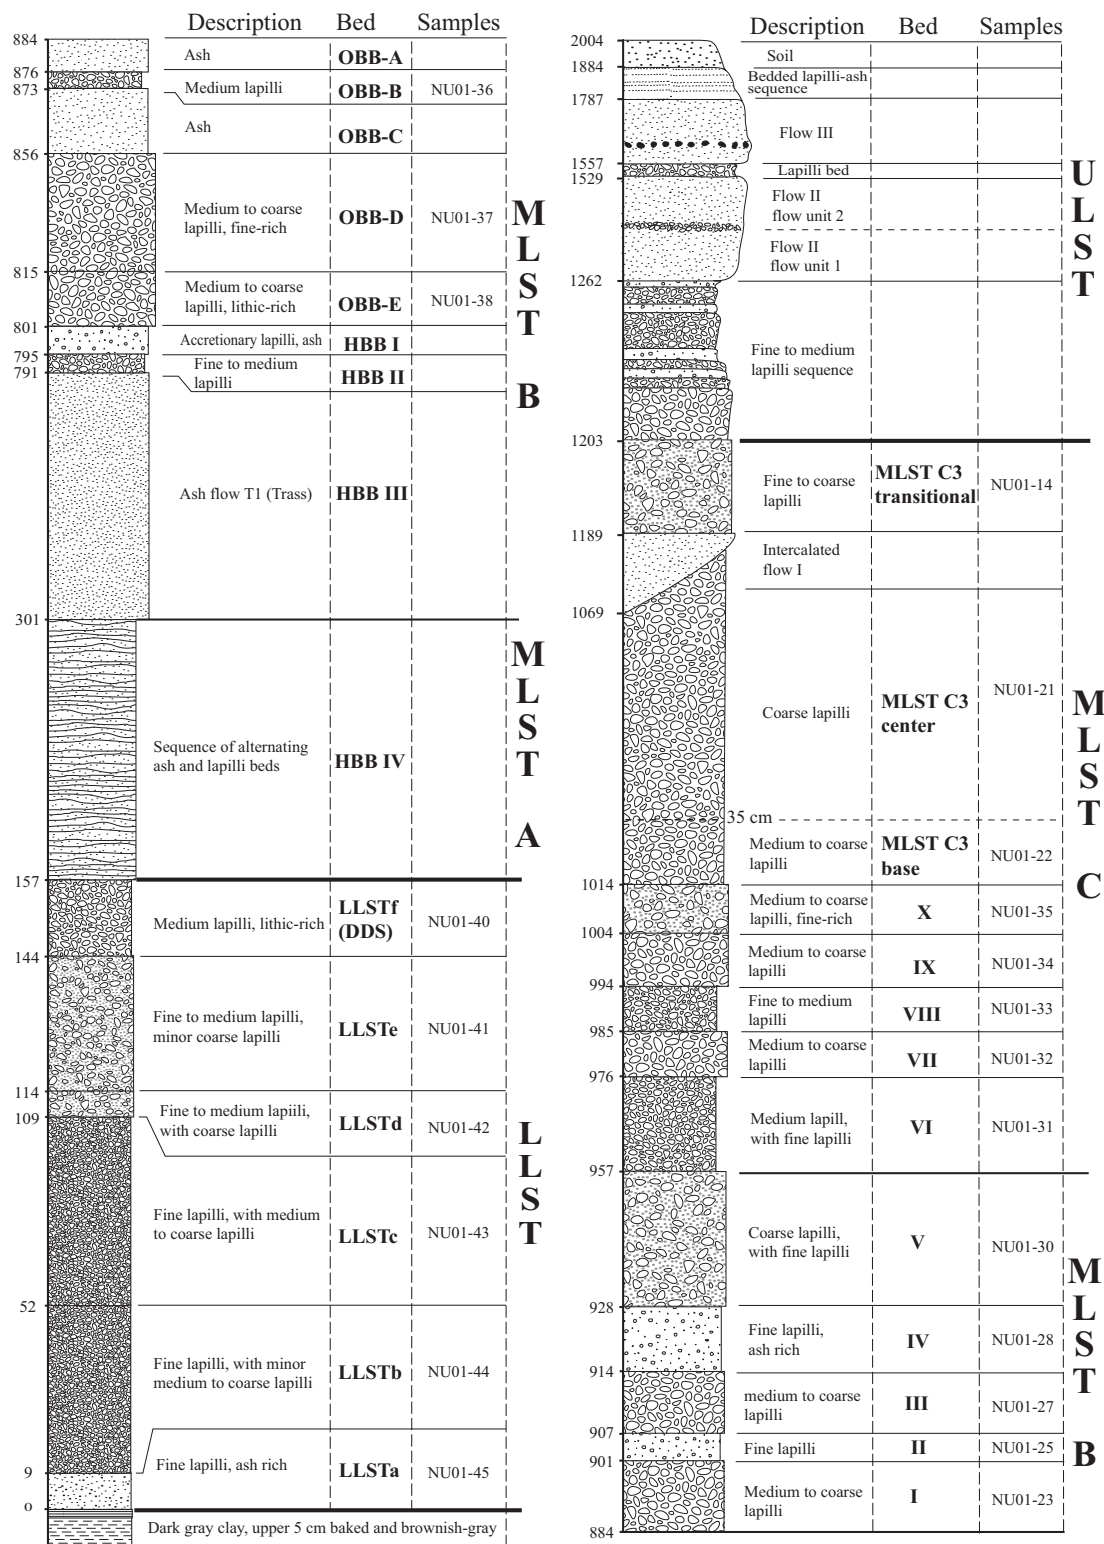 Description Bed Samples
884
Ash OBB-A
876
Medium lapilli OBB-B NU01-36
873
Ash OBB-C
856
Medium to coarse
lapilli, fine-rich
OBB-D NU01-37
815
Medium to coarse
lapilli, lithic-rich
OBB-E NU01-38
801
Accretionary lapilli, ash HBB I
795
Fine to medium
lapilli
HBB II
791
Ash flow T1 (Trass) HBB III
301
MLST
B
Sequence of alternating
ash and lapilli beds
HBB IV
MLST
A
157
Medium lapilli, lithic-rich
LLSTf
(DDS)
NU01-40
144
Fine to medium lapilli,
minor coarse lapilli
LLSTe NU01-41
114
Fine to medium lapiilli,
with coarse lapilli
LLSTd NU01-42
109
Fine lapilli, with medium
to coarse lapilli
LLSTc NU01-43
52
Fine lapilli, with minor
medium to coarse lapilli
LLSTb NU01-44
9
Fine lapilli, ash rich LLSTa NU01-45
0
LLST
Dark gray clay, upper 5 cm baked and brownish-gray
Description Bed Samples
2004
Soil
1884
Bedded lapilli-ash
sequence
1787
Flow III
1557
Lapilli bed
1529
Flow II
flow unit 2
Flow II
flow unit 1
1262
Fine to medium
lapilli sequence
ULST
1203
Fine to coarse
lapilli
MLST C3
transitional
NU01-14
1189
Intercalated
flow I
1069
Coarse lapilli
MLST C3
center
NU01-21
35 cm
Medium to coarse
lapilli
MLST C3
base
NU01-22
1014
Medium to coarse
lapilli, fine-rich
X NU01-35
1004
Medium to coarse
lapilli
IX NU01-34
994
Fine to medium
lapilli
VIII NU01-33
985
Medium to coarse
lapilli
VII NU01-32
976
Medium lapill,
with fine lapilli
VI NU01-31
957
MLST
C
Coarse lapilli,
with fine lapilli
V NU01-30
928
Fine lapilli,
ash rich
IV NU01-28
914
medium to coarse
lapilli
III NU01-27
907
Fine lapilli II NU01-25
901
Medium to coarse
lapilli
I NU01-23
884
MLST
B